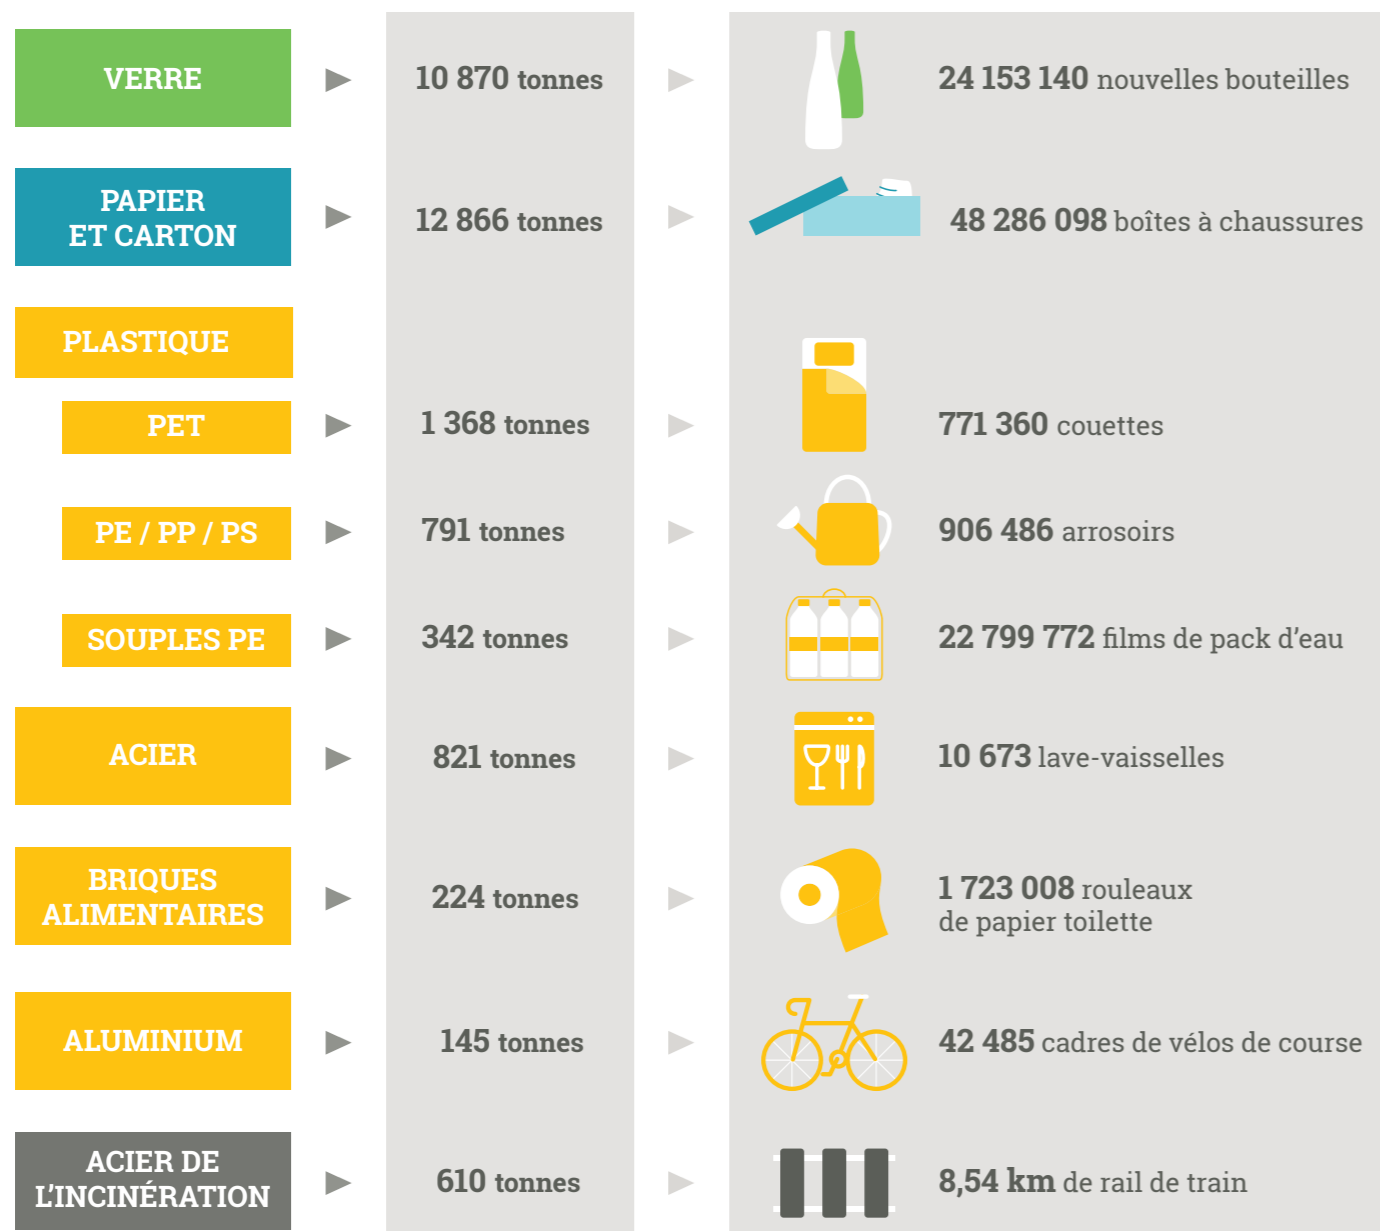 VERRE
10 870 tonnes
24 153 140 nouvelles bouteilles
PAPIER
ET CARTON
12 866 tonnes
48 286 098 boîtes à chaussures
PLASTIQUE
PET
1 368 tonnes
771 360 couettes
PE / PP / PS
791 tonnes
906 486 arrosoirs
SOUPLES PE
342 tonnes
22 799 772 films de pack d’eau
ACIER
821 tonnes
10 673 lave-vaisselles
BRIQUES
ALIMENTAIRES
224 tonnes
1 723 008 rouleaux
de papier toilette
ALUMINIUM
145 tonnes
42 485 cadres de vélos de course
ACIER DE
L’INCINÉRATION
610 tonnes
8,54 km de rail de train